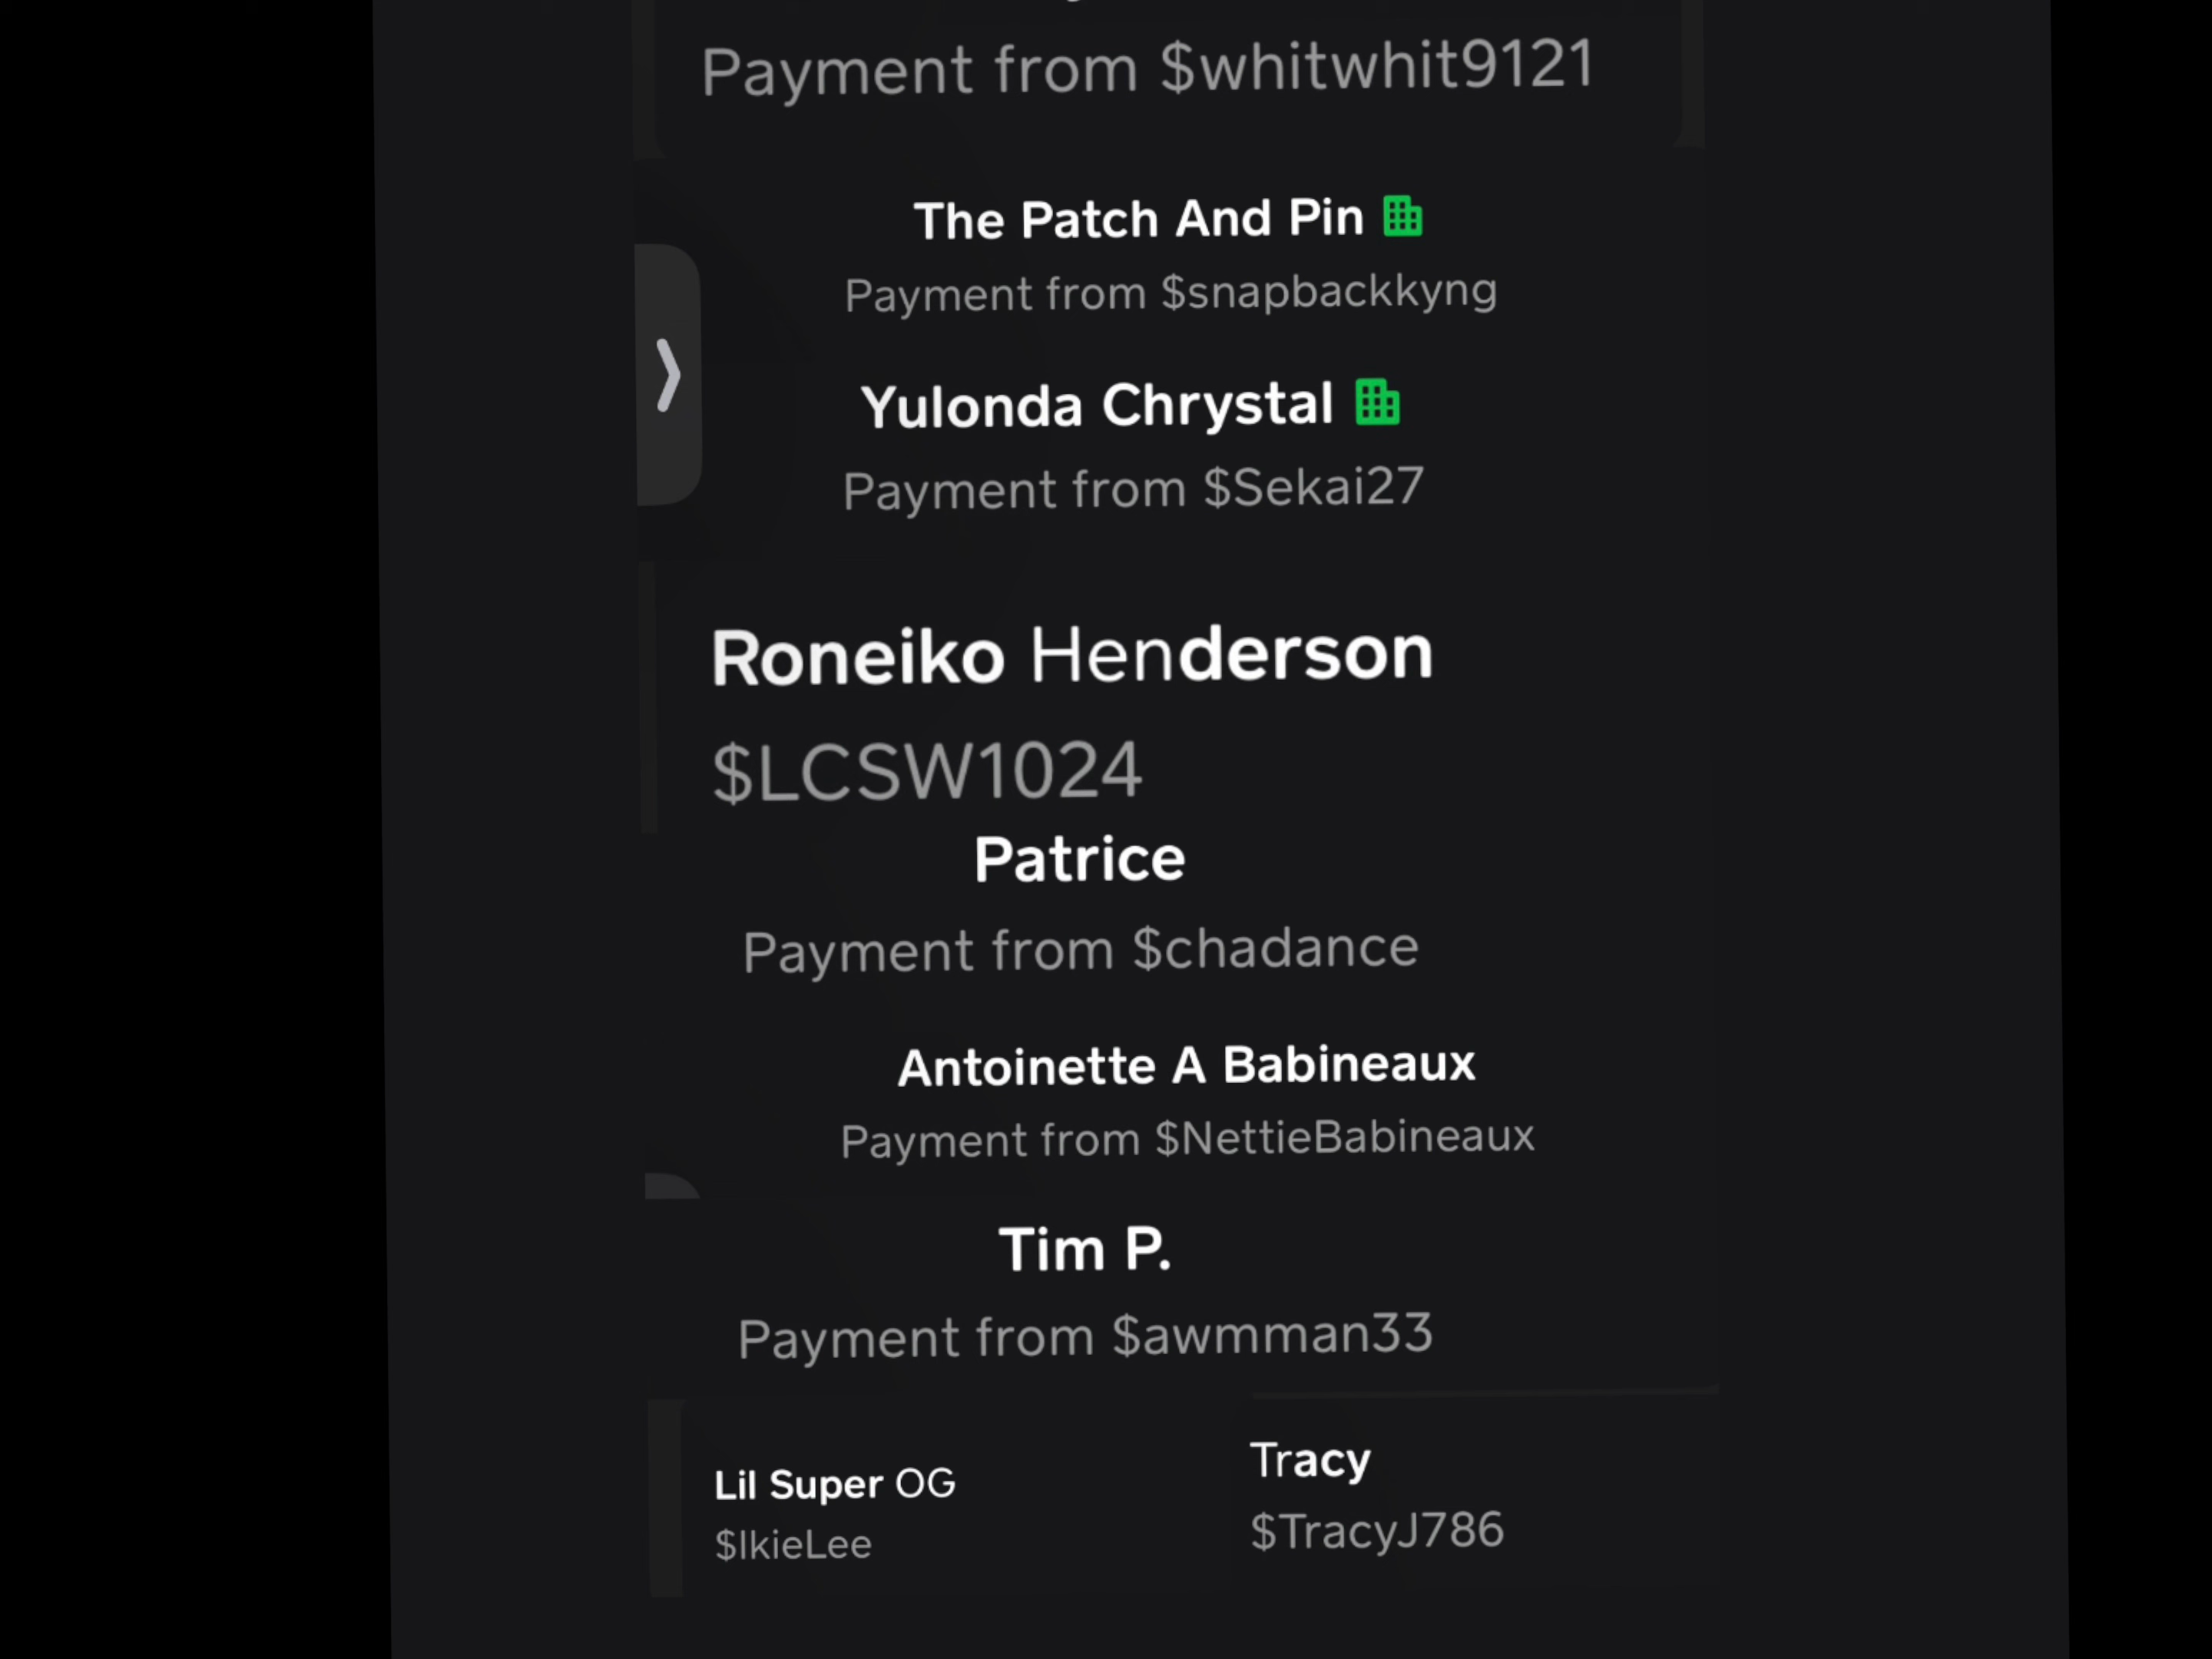 Payment from $whitwhit9121
The Patch And Pin
Payment from $snapbackkyng
Yulonda Chrystal
Payment from $Sekai27
Roneiko Henderson
$LCSW1024
Patrice
Payment from $chadance
Antoinette A Babineaux
Payment from $NettieBabineaux
Tim P.
Payment from $awmman33
Lil Super OG
$IkieLee
Tracy
$TracyJ786